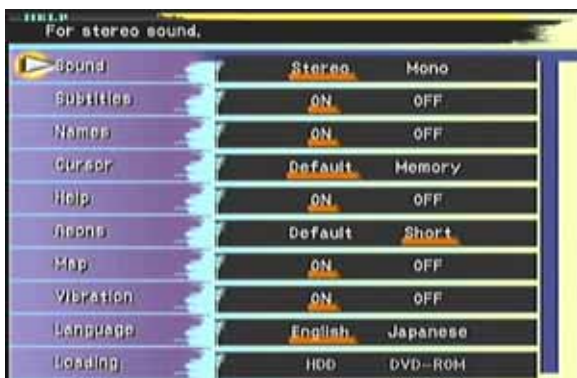 HELP
For stereo sound.
Sound Stereo Mono
Subtitles ON OFF
Names ON OFF
Cursor Default Memory
Help ON OFF
Aeons Default Short
Map ON OFF
Vibration ON OFF
Language English Japanese
Loading HDD DVD-ROM